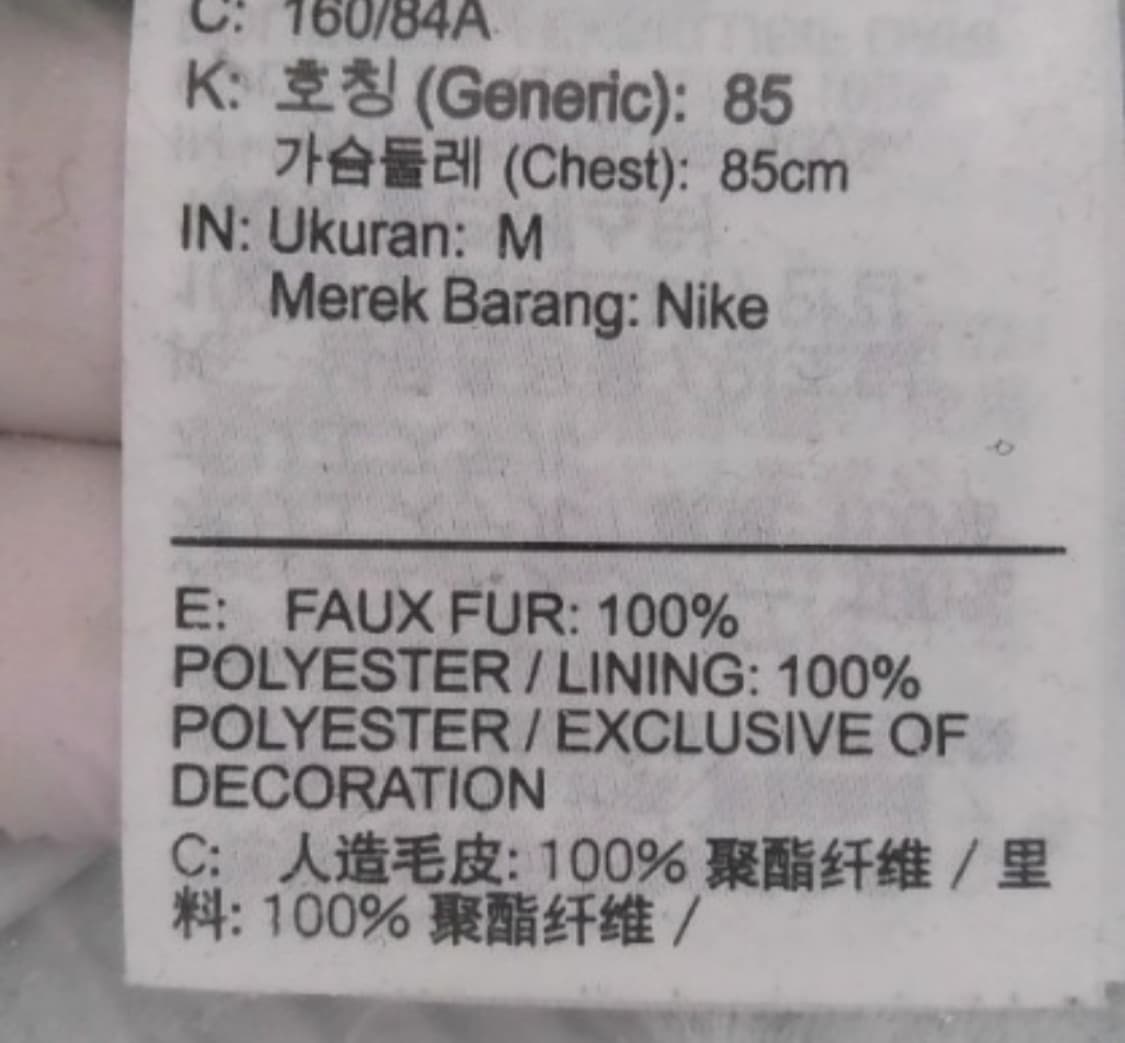 C: 160/84A
K: 호칭 (Generic): 85
가슴둘레 (Chest): 85cm
IN: Ukuran: M
Merek Barang: Nike
E: FAUX FUR: 100%
POLYESTER / LINING: 100%
POLYESTER / EXCLUSIVE OF
DECORATION
C: 人造毛皮: 100% 聚酯纤维 / 里
料: 100% 聚酯纤维 /